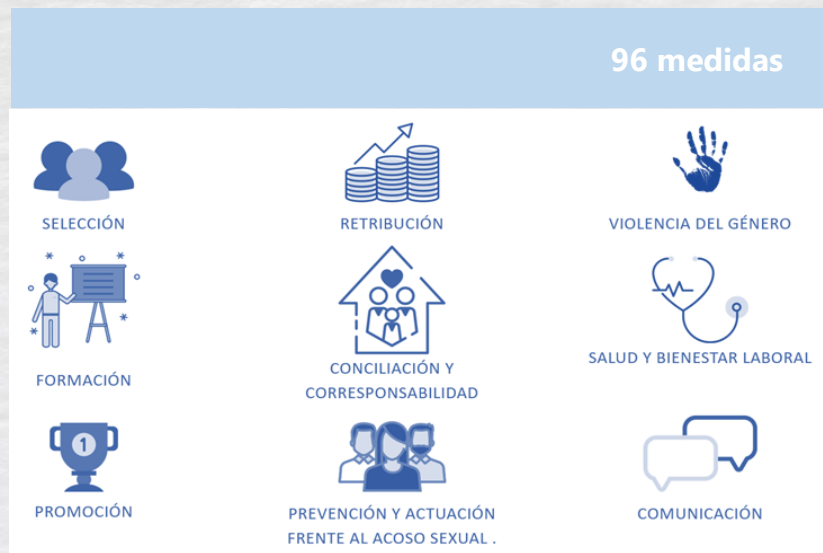 96 medidas
SELECCIÓN
RETRIBUCIÓN
VIOLENCIA DEL GÉNERO
FORMACIÓN
CONCILIACIÓN Y
CORRESPONSABILIDAD
SALUD Y BIENESTAR LABORAL
1
PROMOCIÓN
PREVENCIÓN Y ACTUACIÓN
FRENTE AL ACOSO SEXUAL .
COMUNICACIÓN